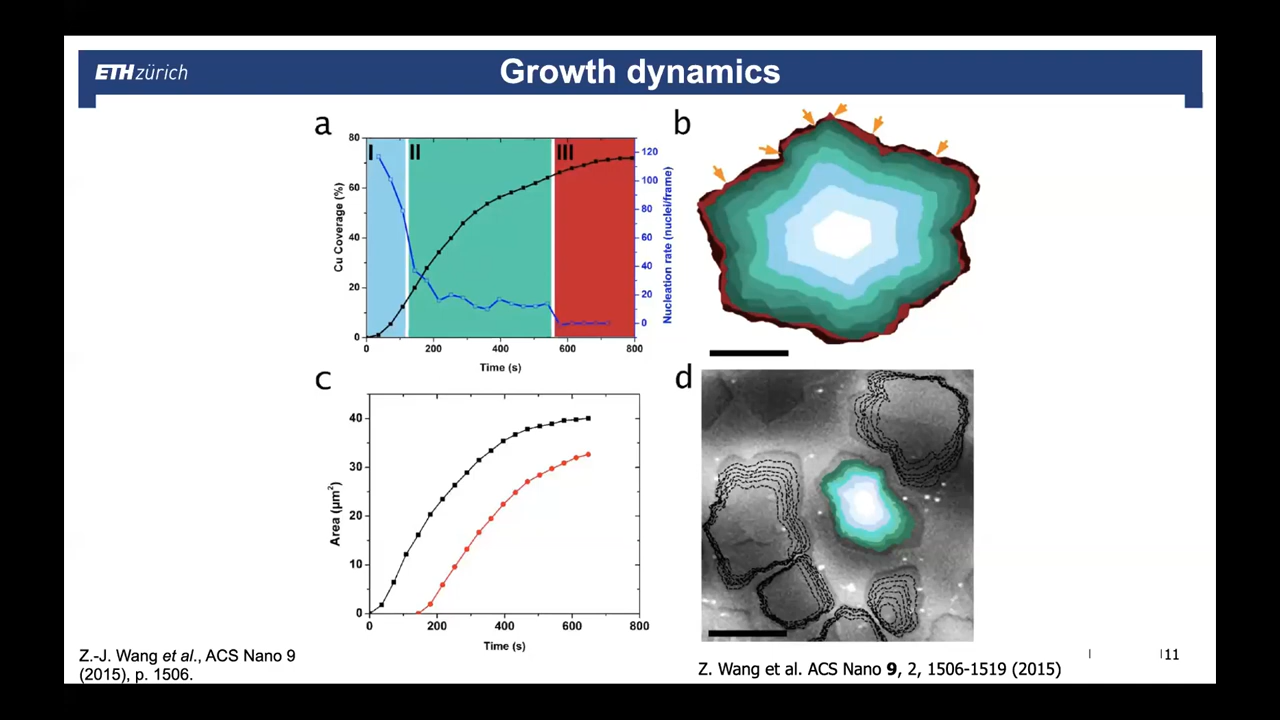 ETH zürich
Growth dynamics
a
80
60
40
20
0
Cu Coverage (%)
I
II
III
120
100
80
60
40
20
0
Nucleation rate (nuclei/frame)
0
200
400
600
800
Time (s)
b
c
40
30
20
10
0
Area (µm²)
0
200
400
600
800
Time (s)
d
Z.-J. Wang et al., ACS Nano 9
(2015), p. 1506.
Z. Wang et al. ACS Nano 9, 2, 1506-1519 (2015)
11